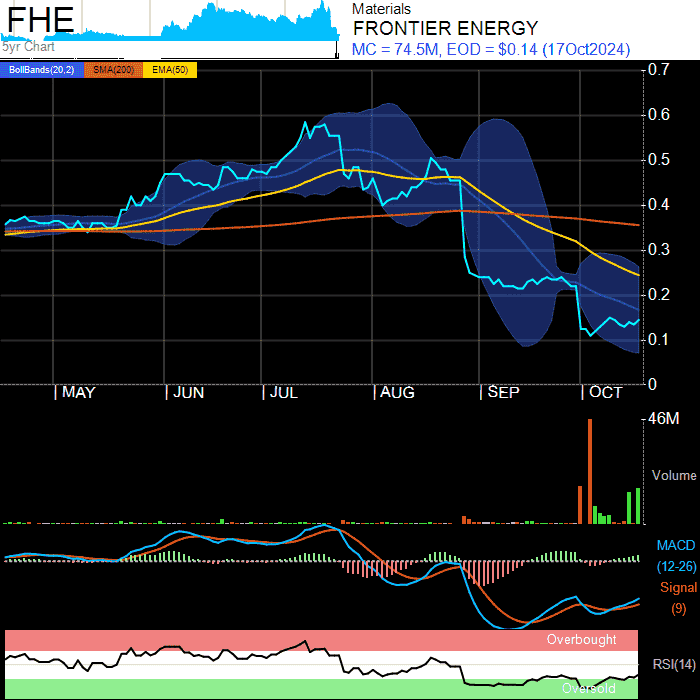 FHE
5yr Chart
Materials
FRONTIER ENERGY
MC = 74.5M, EOD = $0.14 (17Oct2024)
BollBands(20,2) SMA(200) EMA(50)
0.7
0.6
0.5
0.4
0.3
0.2
0.1
0
MAY JUN JUL AUG SEP OCT
46M
Volume
MACD
(12-26)
Signal
(9)
Overbought
RSI(14)
Oversold